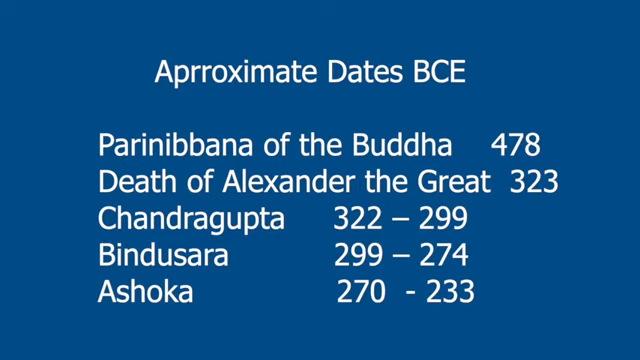 Aprroximate Dates BCE
Parinibbana of the Buddha 478
Death of Alexander the Great 323
Chandragupta 322 – 299
Bindusara 299 – 274
Ashoka 270 - 233